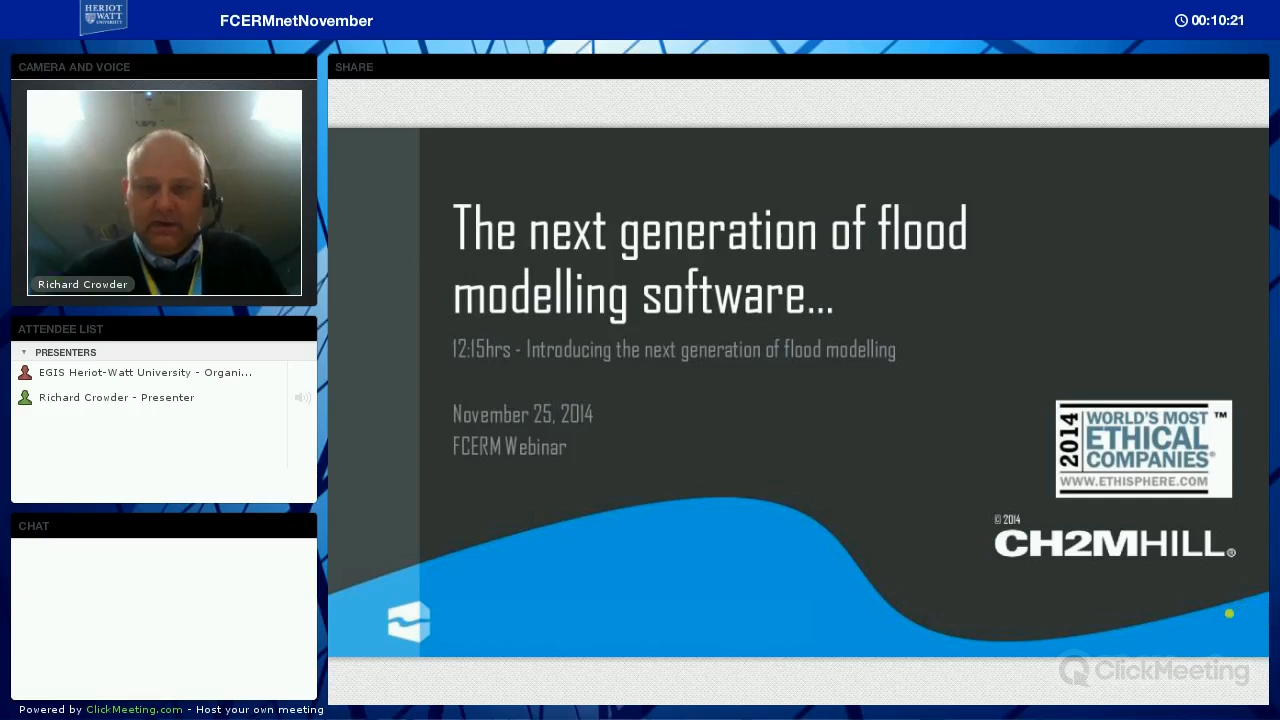 HERIOT
WATT
UNIVERSITY
FCERMnetNovember
00:10:21
CAMERA AND VOICE
Richard Crowder
ATTENDEE LIST
PRESENTERS
EGIS Heriot-Watt University - Organi...
Richard Crowder - Presenter
CHAT
Powered by ClickMeeting.com - Host your own meeting
SHARE
The next generation of flood
modelling software...
12:15hrs - Introducing the next generation of flood modelling
November 25, 2014
FCERM Webinar
2014
WORLD'S MOST ™
ETHICAL
COMPANIES®
WWW.ETHISPHERE.COM
© 2014
CH2MHILL®
ClickMeeting